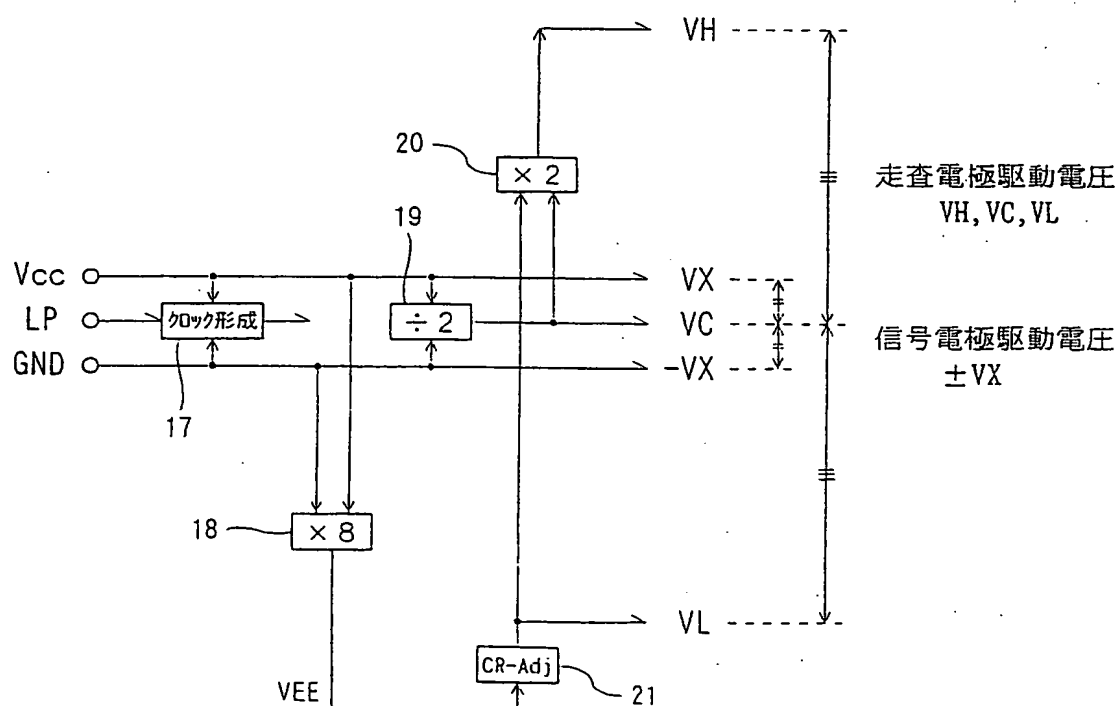 VH
20
× 2
走査電極駆動電圧
VH, VC, VL
19
Vcc
VX
LP
クロック形成
÷ 2
VC
GND
-VX
信号電極駆動電圧
±VX
17
18
× 8
VL
CR-Adj
VEE
21